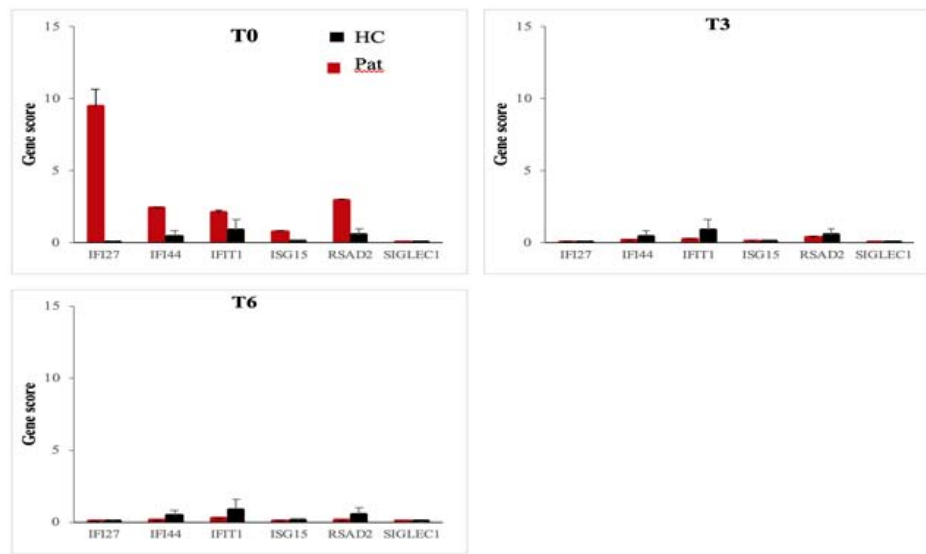 T0
HC
Pat
Gene score
15
10
5
0
IFI27 IFI44 IFIT1 ISG15 RSAD2 SIGLEC1
T3
Gene score
15
10
5
0
IFI27 IFI44 IFIT1 ISG15 RSAD2 SIGLEC1
T6
Gene score
15
10
5
0
IFI27 IFI44 IFIT1 ISG15 RSAD2 SIGLEC1